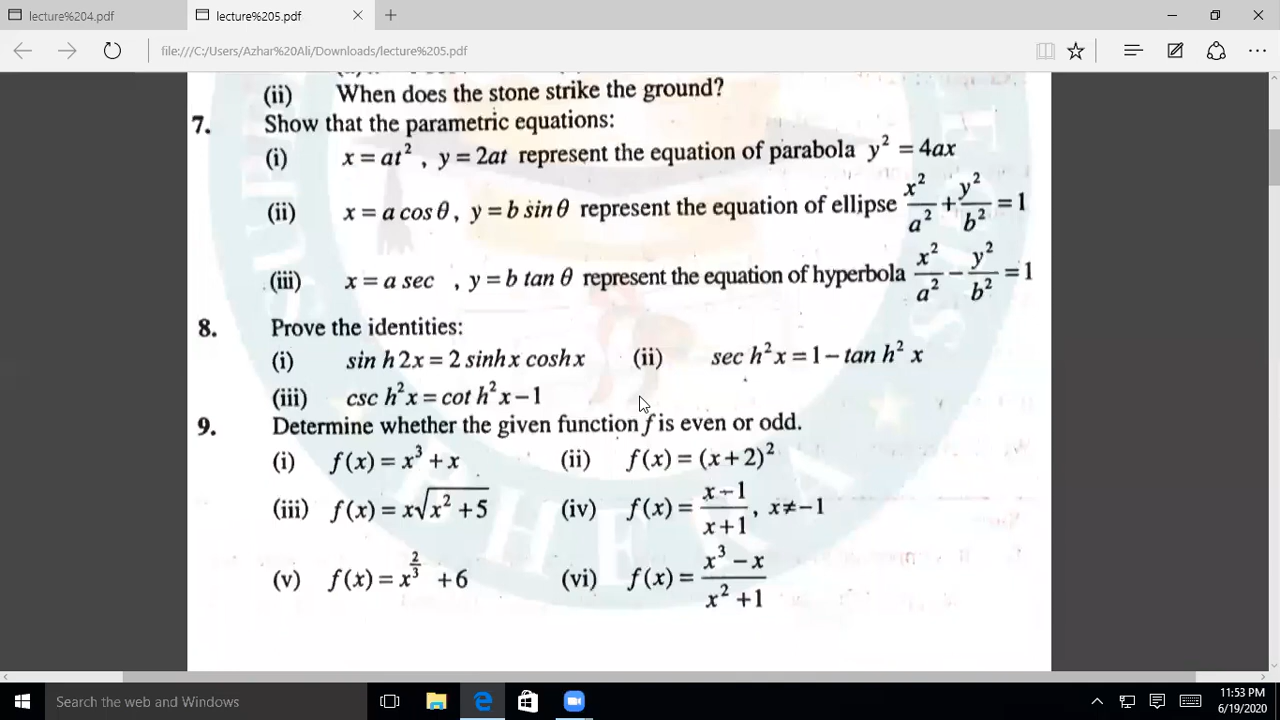 lecture%204.pdf
lecture%205.pdf
file:///C:/Users/Azhar%20Ali/Downloads/lecture%205.pdf
(ii) When does the stone strike the ground?
7. Show that the parametric equations:
(i) x = at² , y = 2at represent the equation of parabola y² = 4ax
(ii) x = a cos θ , y = b sin θ represent the equation of ellipse x²/a² + y²/b² = 1
(iii) x = a sec , y = b tan θ represent the equation of hyperbola x²/a² − y²/b² = 1
8. Prove the identities:
(i) sin h 2x = 2 sinh x cosh x (ii) sec h²x = 1 − tan h² x
(iii) csc h²x = cot h²x − 1
9. Determine whether the given function f is even or odd.
(i) f(x) = x³ + x (ii) f(x) = (x + 2)²
(iii) f(x) = x√(x² + 5) (iv) f(x) = (x − 1)/(x + 1) , x ≠ −1
(v) f(x) = x^(2/3) + 6 (vi) f(x) = (x³ − x)/(x² + 1)
Search the web and Windows
11:53 PM
6/19/2020